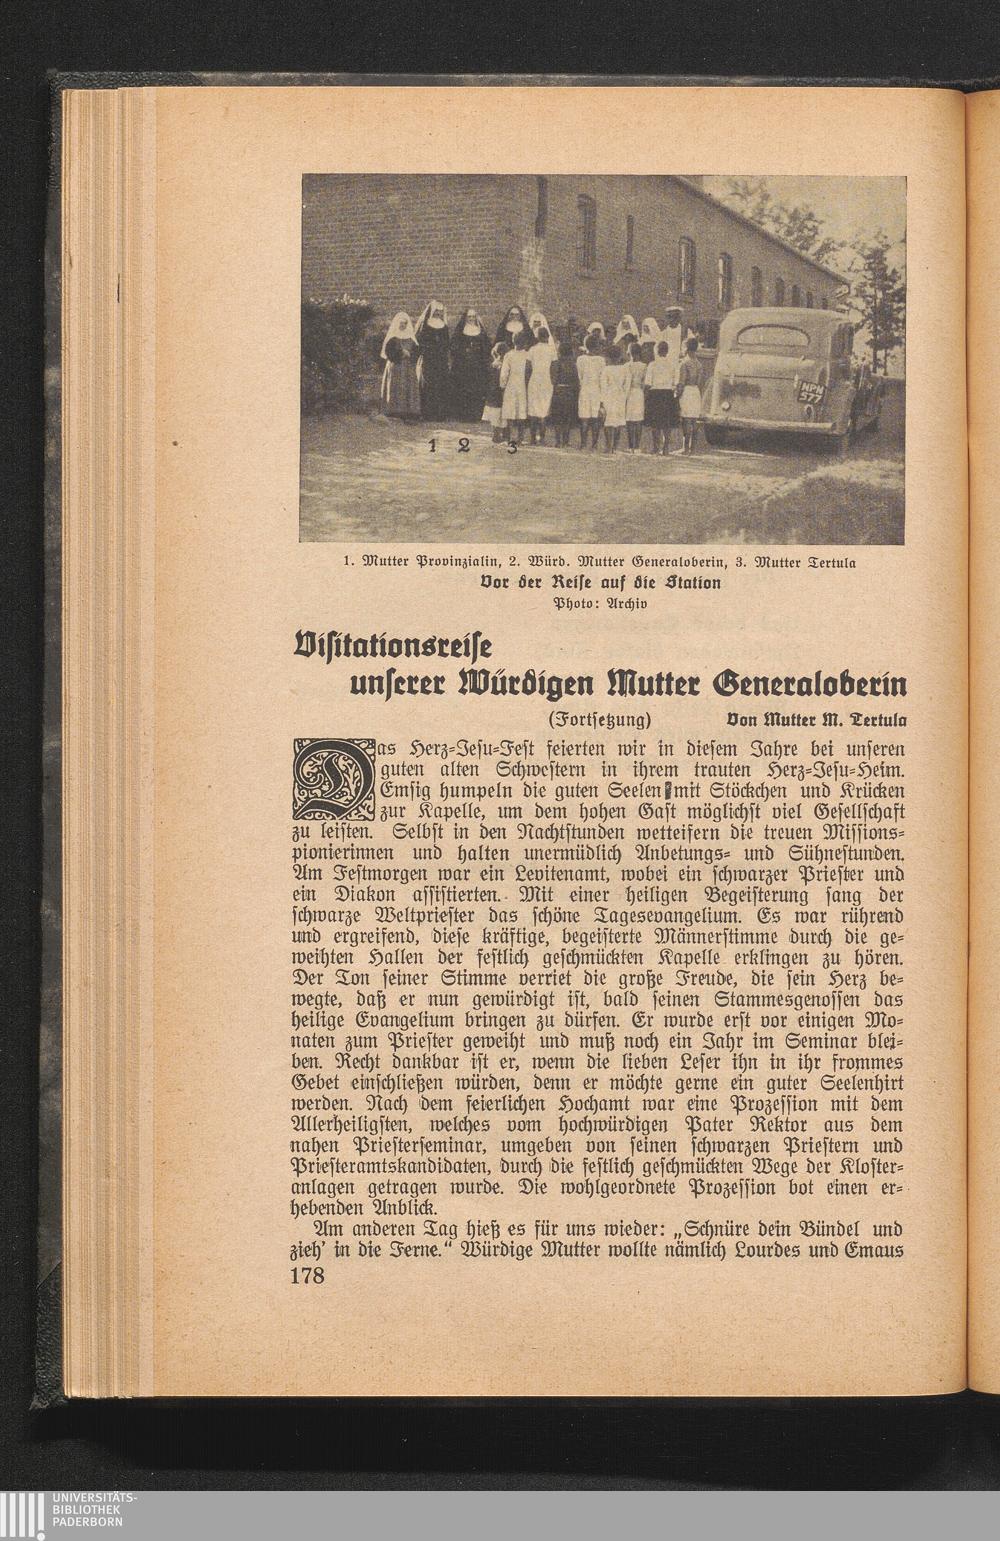 NPN
577
1 2 3
1. Mutter Provinzialin, 2. Würd. Mutter Generaloberin, 3. Mutter Tertula
Vor der Reise auf die Station
Photo: Archiv
Visitationsreise
unserer Würdigen Mutter Generaloberin
(Fortsetzung) Von Mutter M. Tertula
Das Herz-Jesu-Fest feierten wir in diesem Jahre bei unseren
guten alten Schwestern in ihrem trauten Herz-Jesu-Heim.
Emsig humpeln die guten Seelen mit Stöckchen und Krücken
zur Kapelle, um dem hohen Gast möglichst viel Gesellschaft
zu leisten. Selbst in den Nachtstunden wetteifern die treuen Missions-
pionierinnen und halten unermüdlich Anbetungs- und Sühnestunden.
Am Festmorgen war ein Levitenamt, wobei ein schwarzer Priester und
ein Diakon assistierten. Mit einer heiligen Begeisterung sang der
schwarze Weltpriester das schöne Tagesevangelium. Es war rührend
und ergreifend, diese kräftige, begeisterte Männerstimme durch die ge-
weihten Hallen der festlich geschmückten Kapelle erklingen zu hören.
Der Ton seiner Stimme verriet die große Freude, die sein Herz be-
wegte, daß er nun gewürdigt ist, bald seinen Stammesgenossen das
heilige Evangelium bringen zu dürfen. Er wurde erst vor einigen Mo-
naten zum Priester geweiht und muß noch ein Jahr im Seminar blei-
ben. Recht dankbar ist er, wenn die lieben Leser ihn in ihr frommes
Gebet einschließen würden, denn er möchte gerne ein guter Seelenhirt
werden. Nach dem feierlichen Hochamt war eine Prozession mit dem
Allerheiligsten, welches vom hochwürdigen Pater Rektor aus dem
nahen Priesterseminar, umgeben von seinen schwarzen Priestern und
Priesteramtskandidaten, durch die festlich geschmückten Wege der Kloster-
anlagen getragen wurde. Die wohlgeordnete Prozession bot einen er-
hebenden Anblick.
Am anderen Tag hieß es für uns wieder: „Schnüre dein Bündel und
zieh' in die Ferne." Würdige Mutter wollte nämlich Lourdes und Emaus
178
UNIVERSITÄTS-
BIBLIOTHEK
PADERBORN